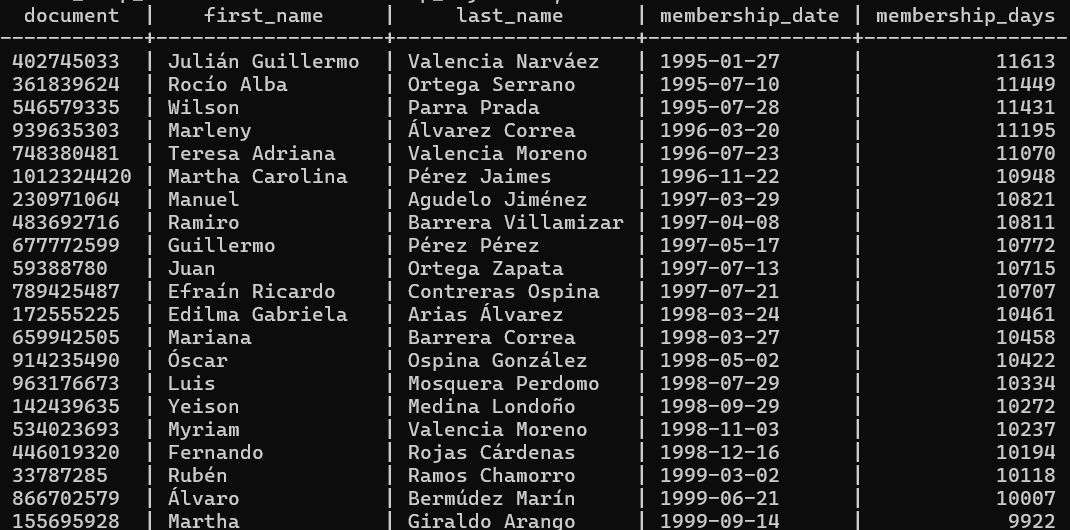 document | first_name | last_name | membership_date | membership_days
------------+-------------------+--------------------+-----------------+-----------------
402745033 | Julián Guillermo | Valencia Narváez | 1995-01-27 | 11613
361839624 | Rocío Alba | Ortega Serrano | 1995-07-10 | 11449
546579335 | Wilson | Parra Prada | 1995-07-28 | 11431
939635303 | Marleny | Álvarez Correa | 1996-03-20 | 11195
748380481 | Teresa Adriana | Valencia Moreno | 1996-07-23 | 11070
1012324420 | Martha Carolina | Pérez Jaimes | 1996-11-22 | 10948
230971064 | Manuel | Agudelo Jiménez | 1997-03-29 | 10821
483692716 | Ramiro | Barrera Villamizar | 1997-04-08 | 10811
677772599 | Guillermo | Pérez Pérez | 1997-05-17 | 10772
59388780 | Juan | Ortega Zapata | 1997-07-13 | 10715
789425487 | Efraín Ricardo | Contreras Ospina | 1997-07-21 | 10707
172555225 | Edilma Gabriela | Arias Álvarez | 1998-03-24 | 10461
659942505 | Mariana | Barrera Correa | 1998-03-27 | 10458
914235490 | Óscar | Ospina González | 1998-05-02 | 10422
963176673 | Luis | Mosquera Perdomo | 1998-07-29 | 10334
142439635 | Yeison | Medina Londoño | 1998-09-29 | 10272
534023693 | Myriam | Valencia Moreno | 1998-11-03 | 10237
446019320 | Fernando | Rojas Cárdenas | 1998-12-16 | 10194
33787285 | Rubén | Ramos Chamorro | 1999-03-02 | 10118
866702579 | Álvaro | Bermúdez Marín | 1999-06-21 | 10007
155695928 | Martha | Giraldo Arango | 1999-09-14 | 9922